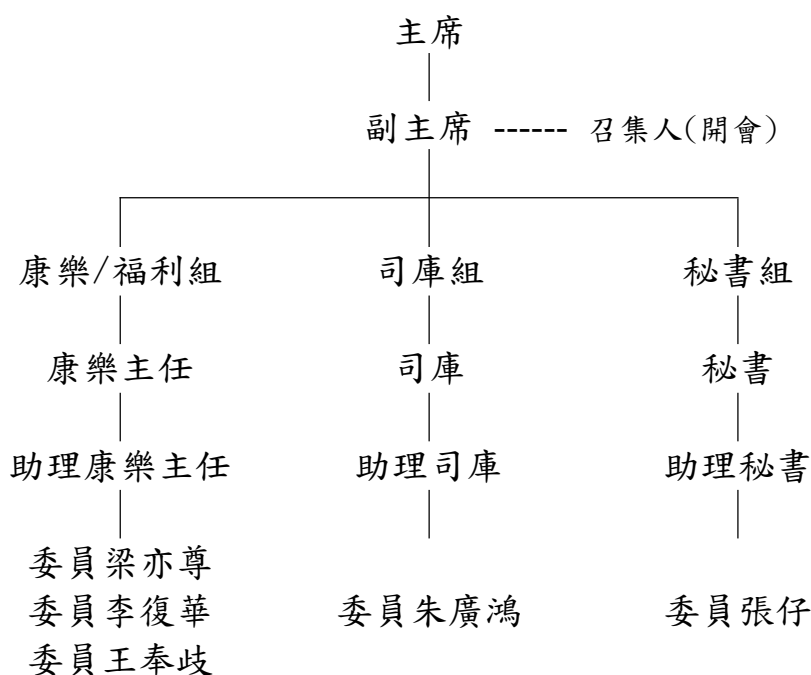 主席
副主席 ------ 召集人(開會)
康樂/福利組 司庫組 秘書組
康樂主任 司庫 秘書
助理康樂主任 助理司庫 助理秘書
委員梁亦尊
委員李復華 委員朱廣鴻 委員張仔
委員王奉歧